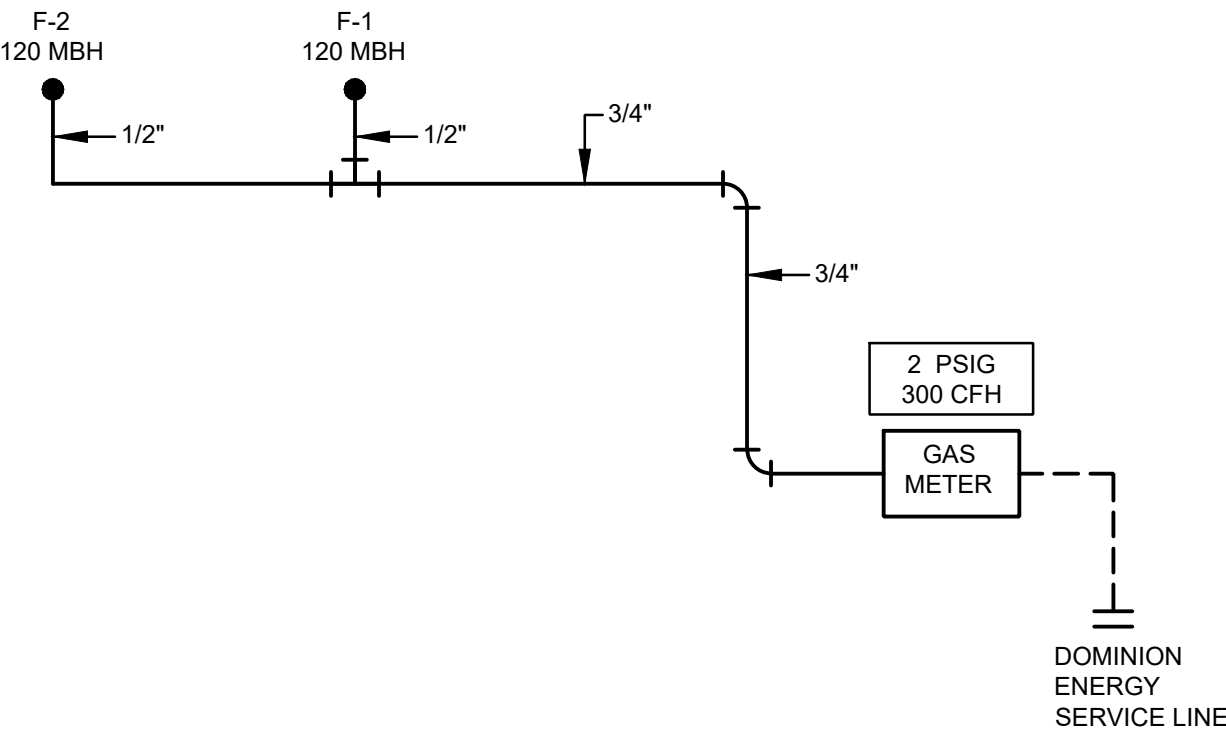 F-2
120 MBH
F-1
120 MBH
1/2"
1/2"
3/4"
3/4"
2 PSIG
300 CFH
GAS
METER
DOMINION
ENERGY
SERVICE LINE